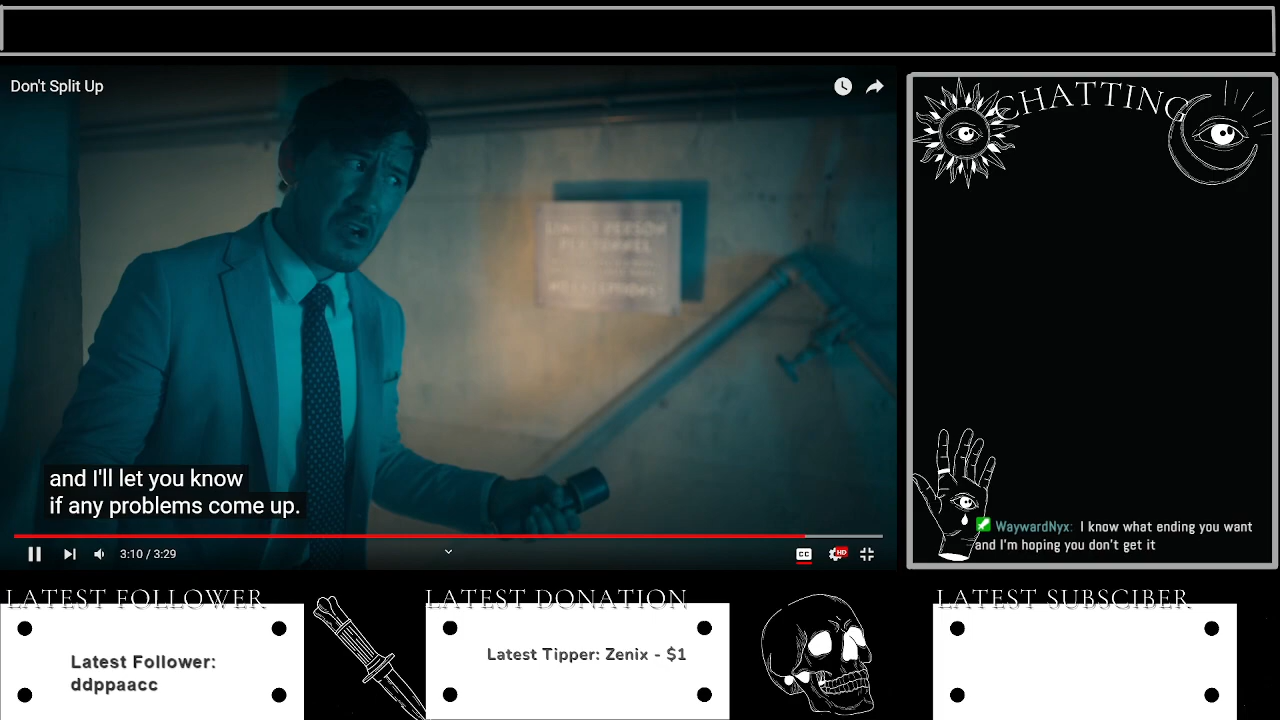 Don't Split Up
CHATTING
and I'll let you know
if any problems come up.
3:10 / 3:29
CC
HD
WaywardNyx: I know what ending you want
and I'm hoping you don't get it
LATEST FOLLOWER
LATEST DONATION
LATEST SUBSCIBER
Latest Follower:
ddppaacc
Latest Tipper: Zenix - $1